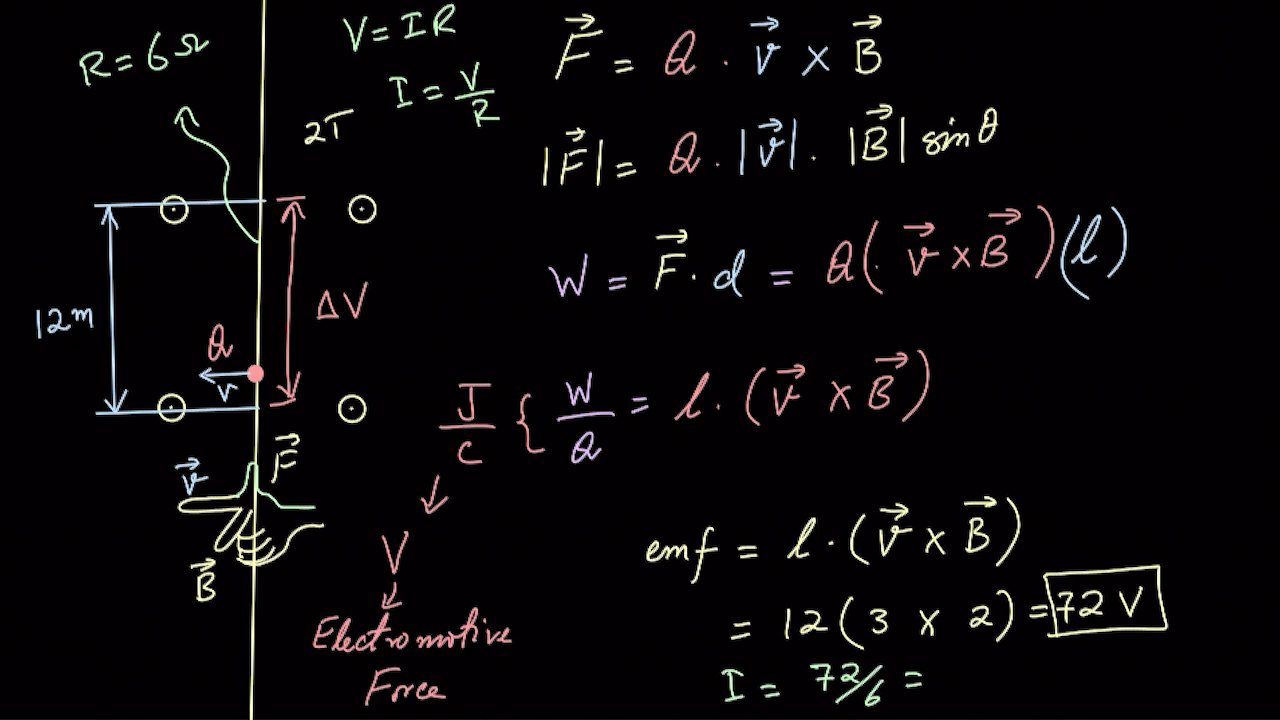 R = 6Ω
V = IR
I = V/R
2T
12m
ΔV
Q
v
F⃗
v⃗
B⃗
F⃗ = Q · v⃗ × B⃗
|F⃗| = Q · |v⃗| · |B⃗| sin θ
W = F⃗ · d = Q(v⃗ × B⃗)(l)
J/C { W/Q = l · (v⃗ × B⃗)
V
Electromotive
Force
emf = l · (v⃗ × B⃗)
= 12(3 × 2) = 72 V
I = 72/6 =